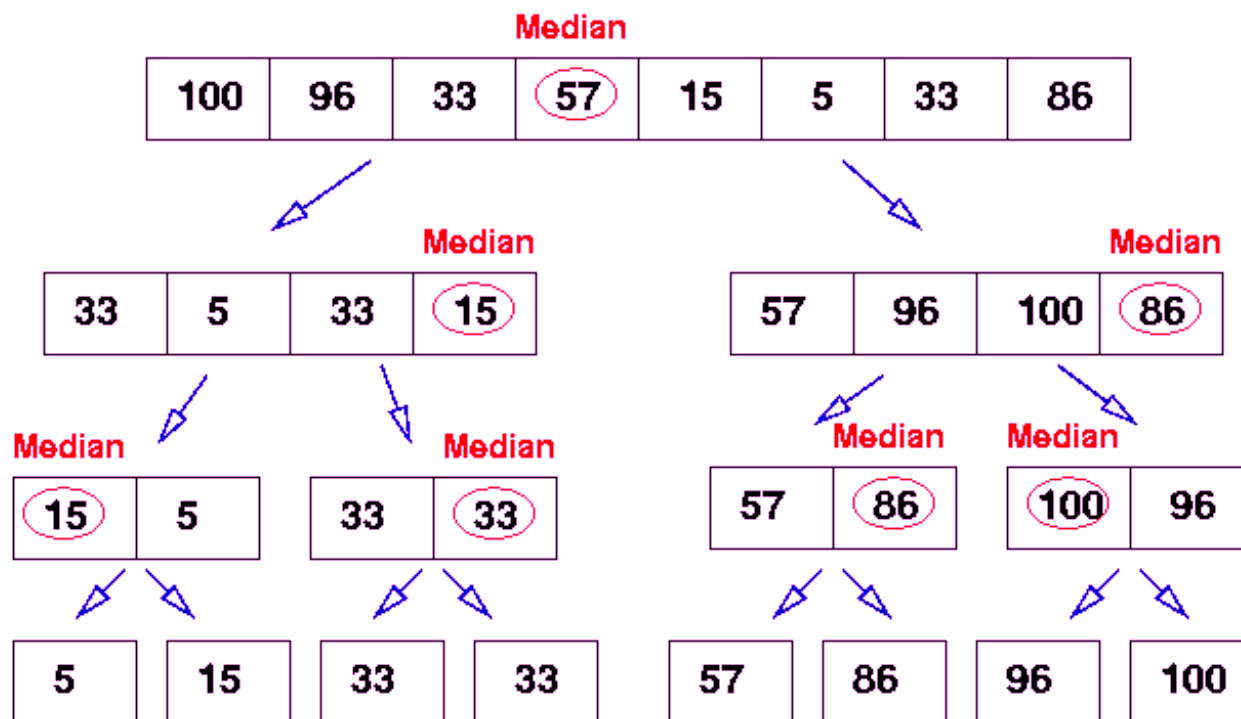 Median
100 96 33 57 15 5 33 86
Median Median
33 5 33 15 57 96 100 86
Median Median Median Median
15 5 33 33 57 86 100 96
5 15 33 33 57 86 96 100